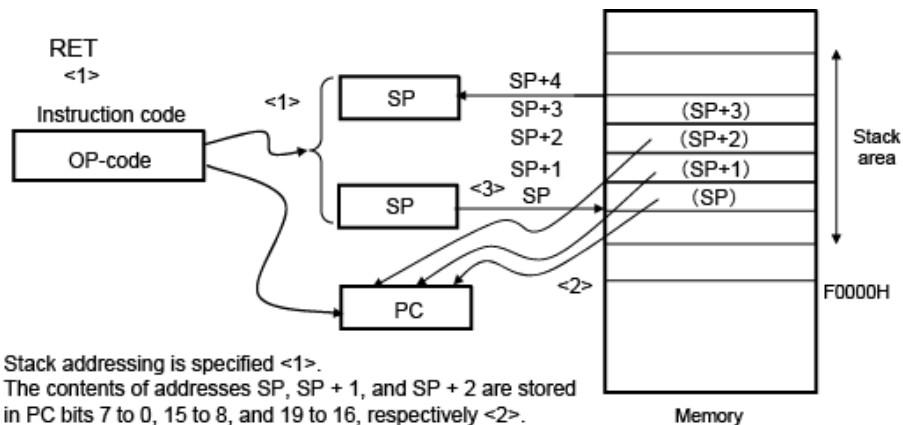 RET
<1>
Instruction code
OP-code
<1>
SP
SP
<3>
PC
SP+4
SP+3
SP+2
SP+1
SP
<2>
(SP+3)
(SP+2)
(SP+1)
(SP)
Stack
area
F0000H
Memory
Stack addressing is specified <1>.
The contents of addresses SP, SP + 1, and SP + 2 are stored
in PC bits 7 to 0, 15 to 8, and 19 to 16, respectively <2>.